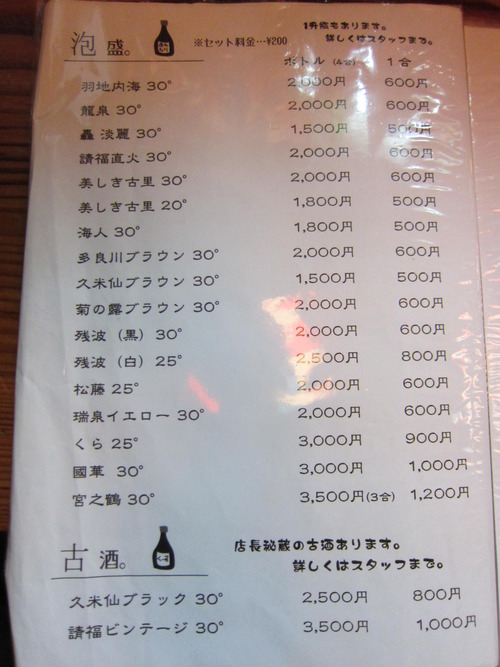 1升瓶もあります。
泡盛。 ※セット料金…¥200 詳しくはスタッフまで。
ボトル(4合) 1合
羽地内海 30° 2,000円 600円
龍泉 30° 2,000円 600円
轟 淡麗 30° 1,500円 500円
請福直火 30° 2,000円 600円
美しき古里 30° 2,000円 600円
美しき古里 20° 1,800円 500円
海人 30° 1,800円 500円
多良川ブラウン 30° 2,000円 600円
久米仙ブラウン 30° 1,500円 500円
菊の露ブラウン 30° 2,000円 600円
残波（黒）30° 2,000円 600円
残波（白）25° 2,500円 800円
松藤 25° 2,000円 600円
瑞泉イエロー 30° 2,000円 600円
くら 25° 3,000円 900円
國華 30° 3,000円 1,000円
宮之鶴 30° 3,500円(3合) 1,200円
古酒。 店長秘蔵の古酒あります。
詳しくはスタッフまで。
久米仙ブラック 30° 2,500円 800円
請福ビンテージ 30° 3,500円 1,000円